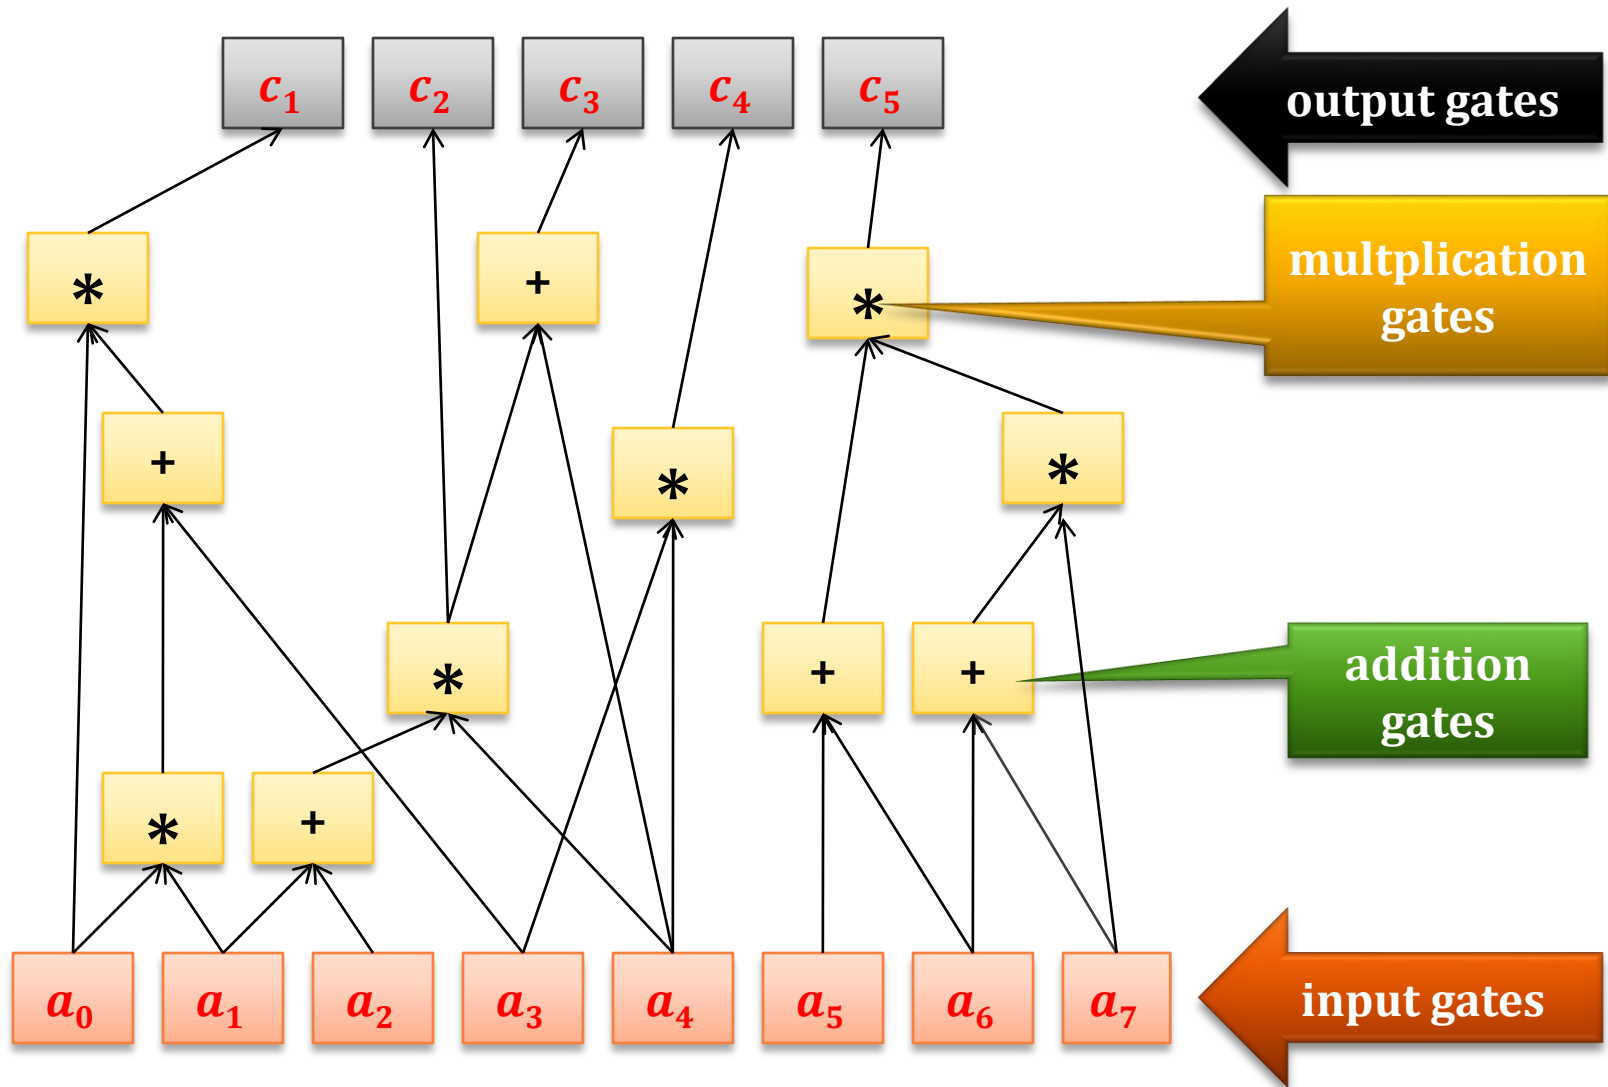 c₁ c₂ c₃ c₄ c₅
output gates
* + *
multplication
gates
+ * *
* + +
addition
gates
* +
a₀ a₁ a₂ a₃ a₄ a₅ a₆ a₇
input gates